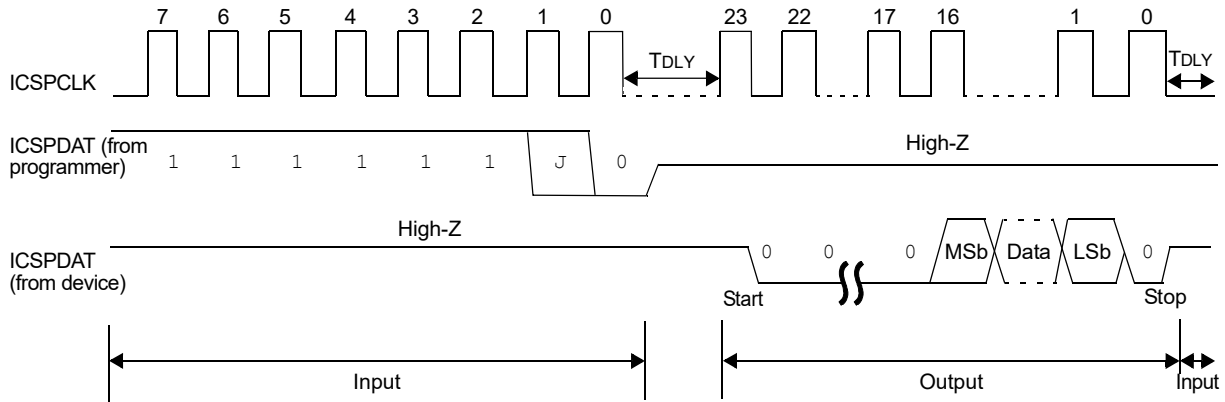 7 6 5 4 3 2 1 0 23 22 17 16 1 0
TDLY TDLY
ICSPCLK
ICSPDAT (from
programmer)
1 1 1 1 1 1 J 0
High-Z
High-Z
ICSPDAT
(from device)
0 0 0 MSb Data LSb 0
Start Stop
Input Output Input